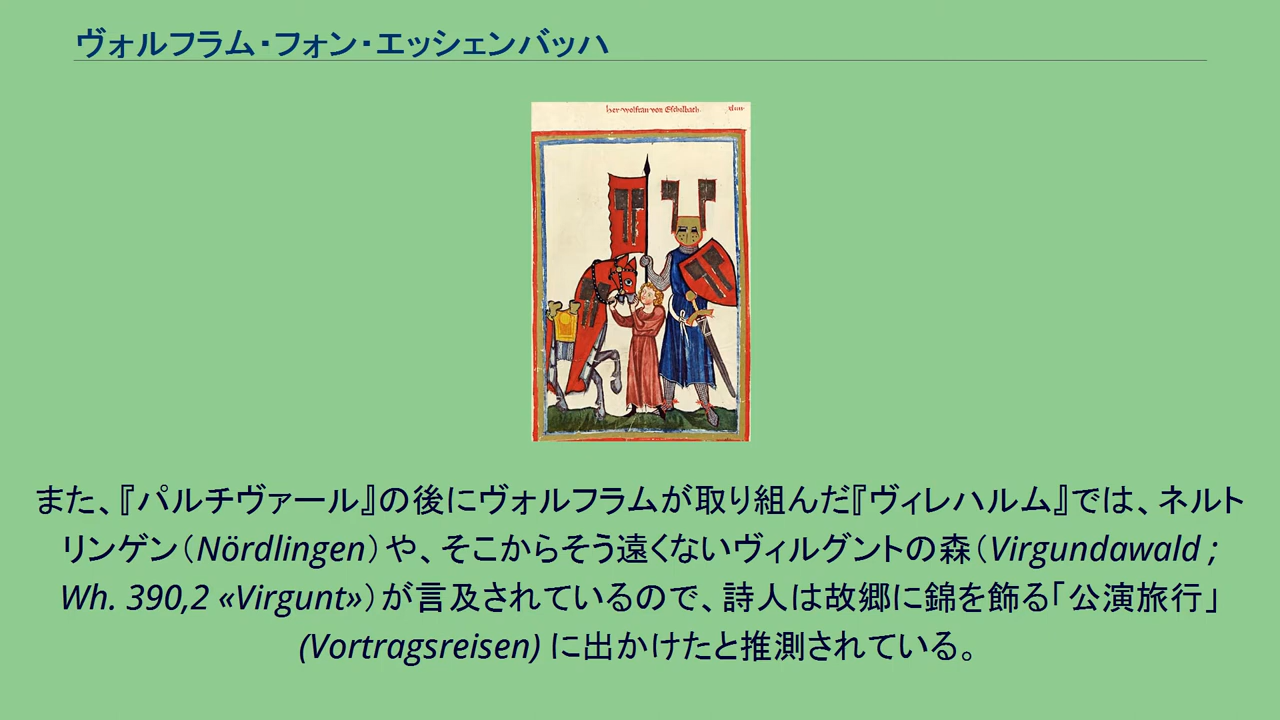 ヴォルフラム・フォン・エッシェンバッハ
her wolfran von Eschelbach.
また、『パルチヴァール』の後にヴォルフラムが取り組んだ『ヴィレハルム』では、ネルト
リンゲン（Nördlingen）や、そこからそう遠くないヴィルグントの森（Virgundawald ;
Wh. 390,2 «Virgunt»）が言及されているので、詩人は故郷に錦を飾る「公演旅行」
(Vortragsreisen) に出かけたと推測されている。